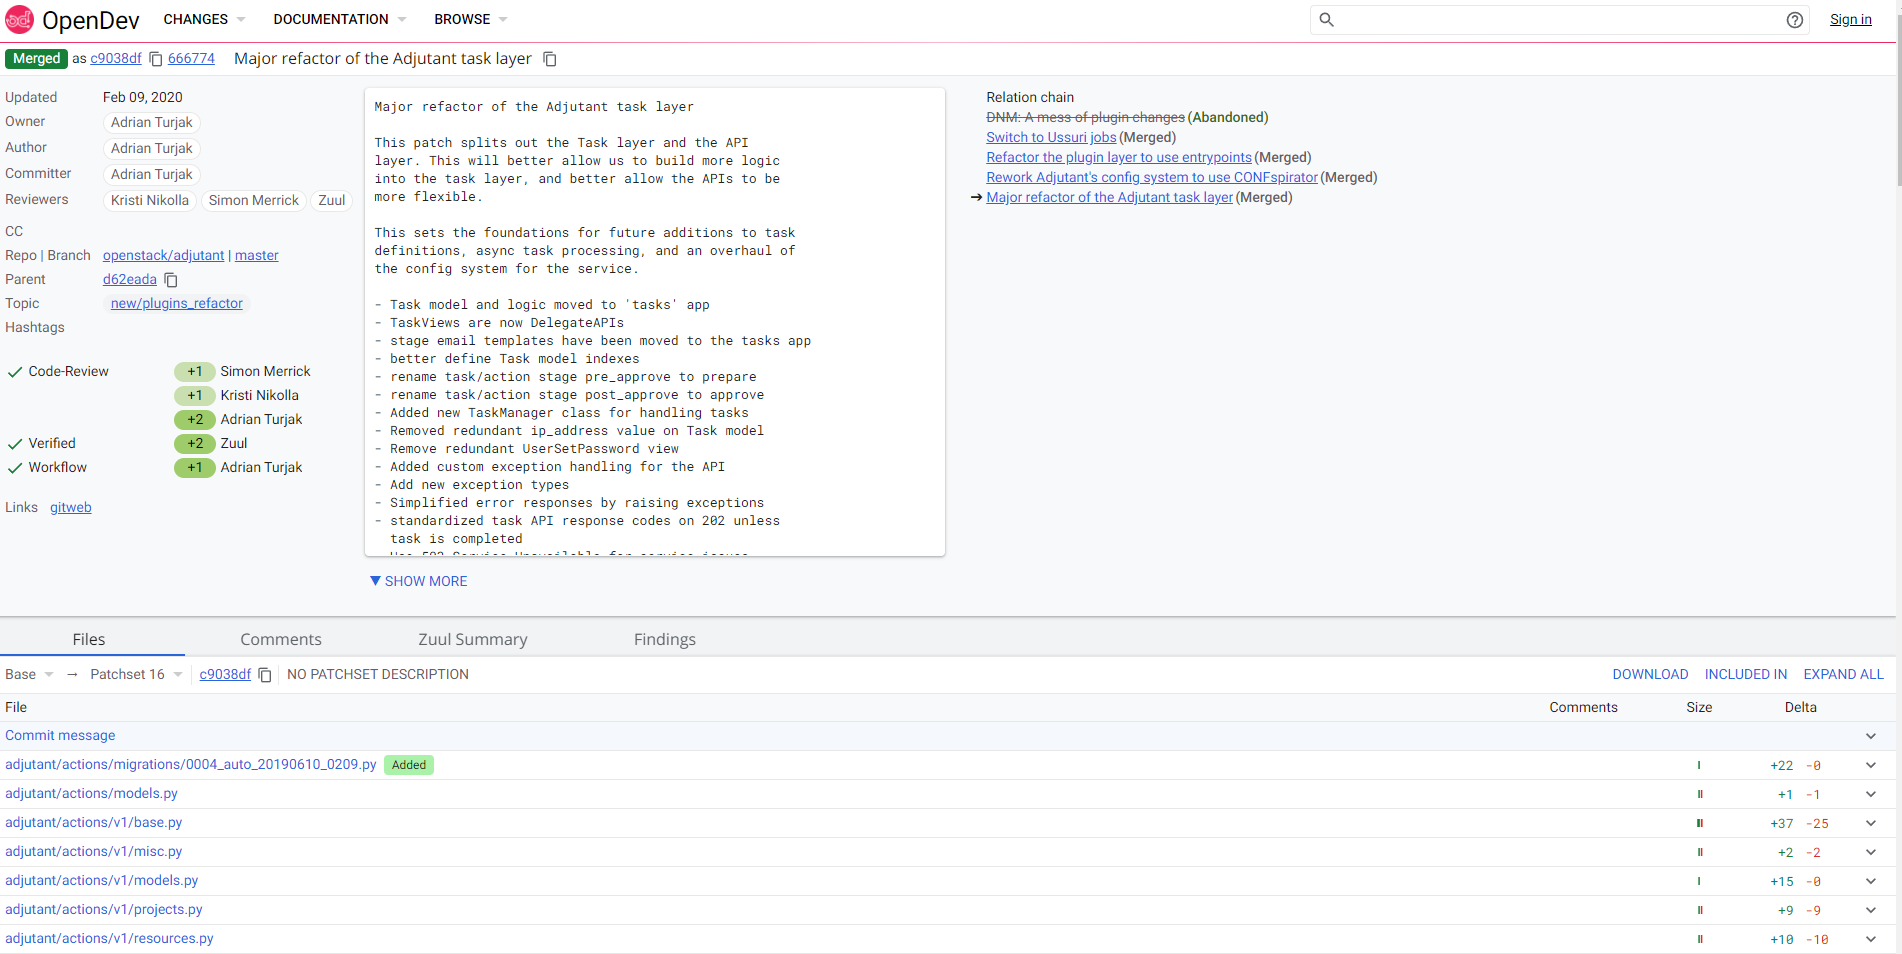 OpenDev CHANGES DOCUMENTATION BROWSE Sign in
Merged as c9038df 666774 Major refactor of the Adjutant task layer
Updated Feb 09, 2020
Owner Adrian Turjak
Author Adrian Turjak
Committer Adrian Turjak
Reviewers Kristi Nikolla Simon Merrick Zuul
CC
Repo | Branch openstack/adjutant | master
Parent d62eada
Topic new/plugins_refactor
Hashtags
Code-Review +1 Simon Merrick
+1 Kristi Nikolla
+2 Adrian Turjak
Verified +2 Zuul
Workflow +1 Adrian Turjak
Links gitweb
Major refactor of the Adjutant task layer
This patch splits out the Task layer and the API
layer. This will better allow us to build more logic
into the task layer, and better allow the APIs to be
more flexible.
This sets the foundations for future additions to task
definitions, async task processing, and an overhaul of
the config system for the service.
- Task model and logic moved to 'tasks' app
- TaskViews are now DelegateAPIs
- stage email templates have been moved to the tasks app
- better define Task model indexes
- rename task/action stage pre_approve to prepare
- rename task/action stage post_approve to approve
- Added new TaskManager class for handling tasks
- Removed redundant ip_address value on Task model
- Remove redundant UserSetPassword view
- Added custom exception handling for the API
- Add new exception types
- Simplified error responses by raising exceptions
- standardized task API response codes on 202 unless
task is completed
- Use 503 Service Unavailable for service issues
▼ SHOW MORE
Relation chain
DNM: A mess of plugin changes (Abandoned)
Switch to Ussuri jobs (Merged)
Refactor the plugin layer to use entrypoints (Merged)
Rework Adjutant's config system to use CONFspirator (Merged)
→ Major refactor of the Adjutant task layer (Merged)
Files Comments Zuul Summary Findings
Base → Patchset 16 c9038df NO PATCHSET DESCRIPTION DOWNLOAD INCLUDED IN EXPAND ALL
File Comments Size Delta
Commit message
adjutant/actions/migrations/0004_auto_20190610_0209.py Added +22 -0
adjutant/actions/models.py +1 -1
adjutant/actions/v1/base.py +37 -25
adjutant/actions/v1/misc.py +2 -2
adjutant/actions/v1/models.py +15 -0
adjutant/actions/v1/projects.py +9 -9
adjutant/actions/v1/resources.py +10 -10